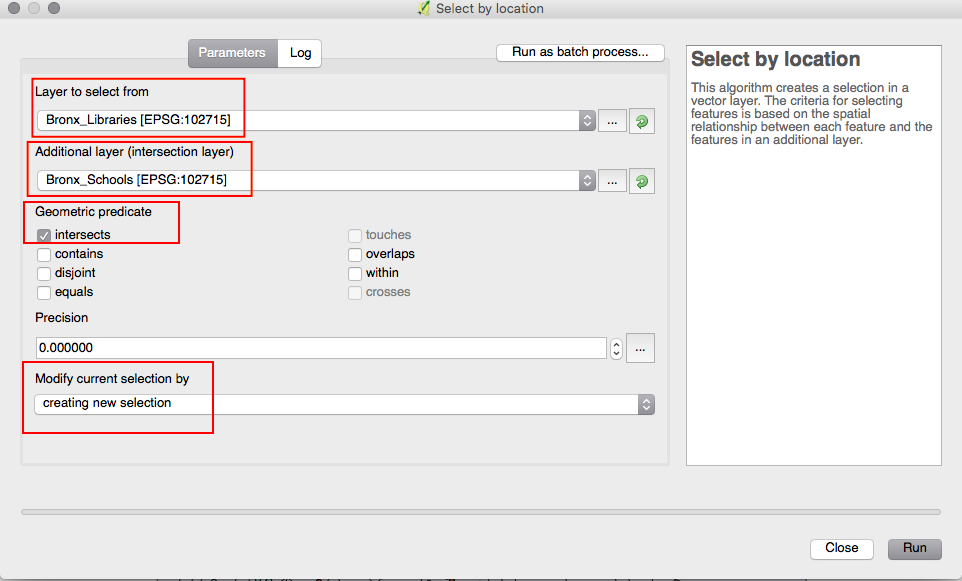 Select by location
Parameters
Log
Run as batch process...
Layer to select from
Bronx_Libraries [EPSG:102715]
...
Additional layer (intersection layer)
Bronx_Schools [EPSG:102715]
...
Geometric predicate
intersects
touches
contains
overlaps
disjoint
within
equals
crosses
Precision
0.000000
...
Modify current selection by
creating new selection
Select by location
This algorithm creates a selection in a
vector layer. The criteria for selecting
features is based on the spatial
relationship between each feature and the
features in an additional layer.
Close
Run